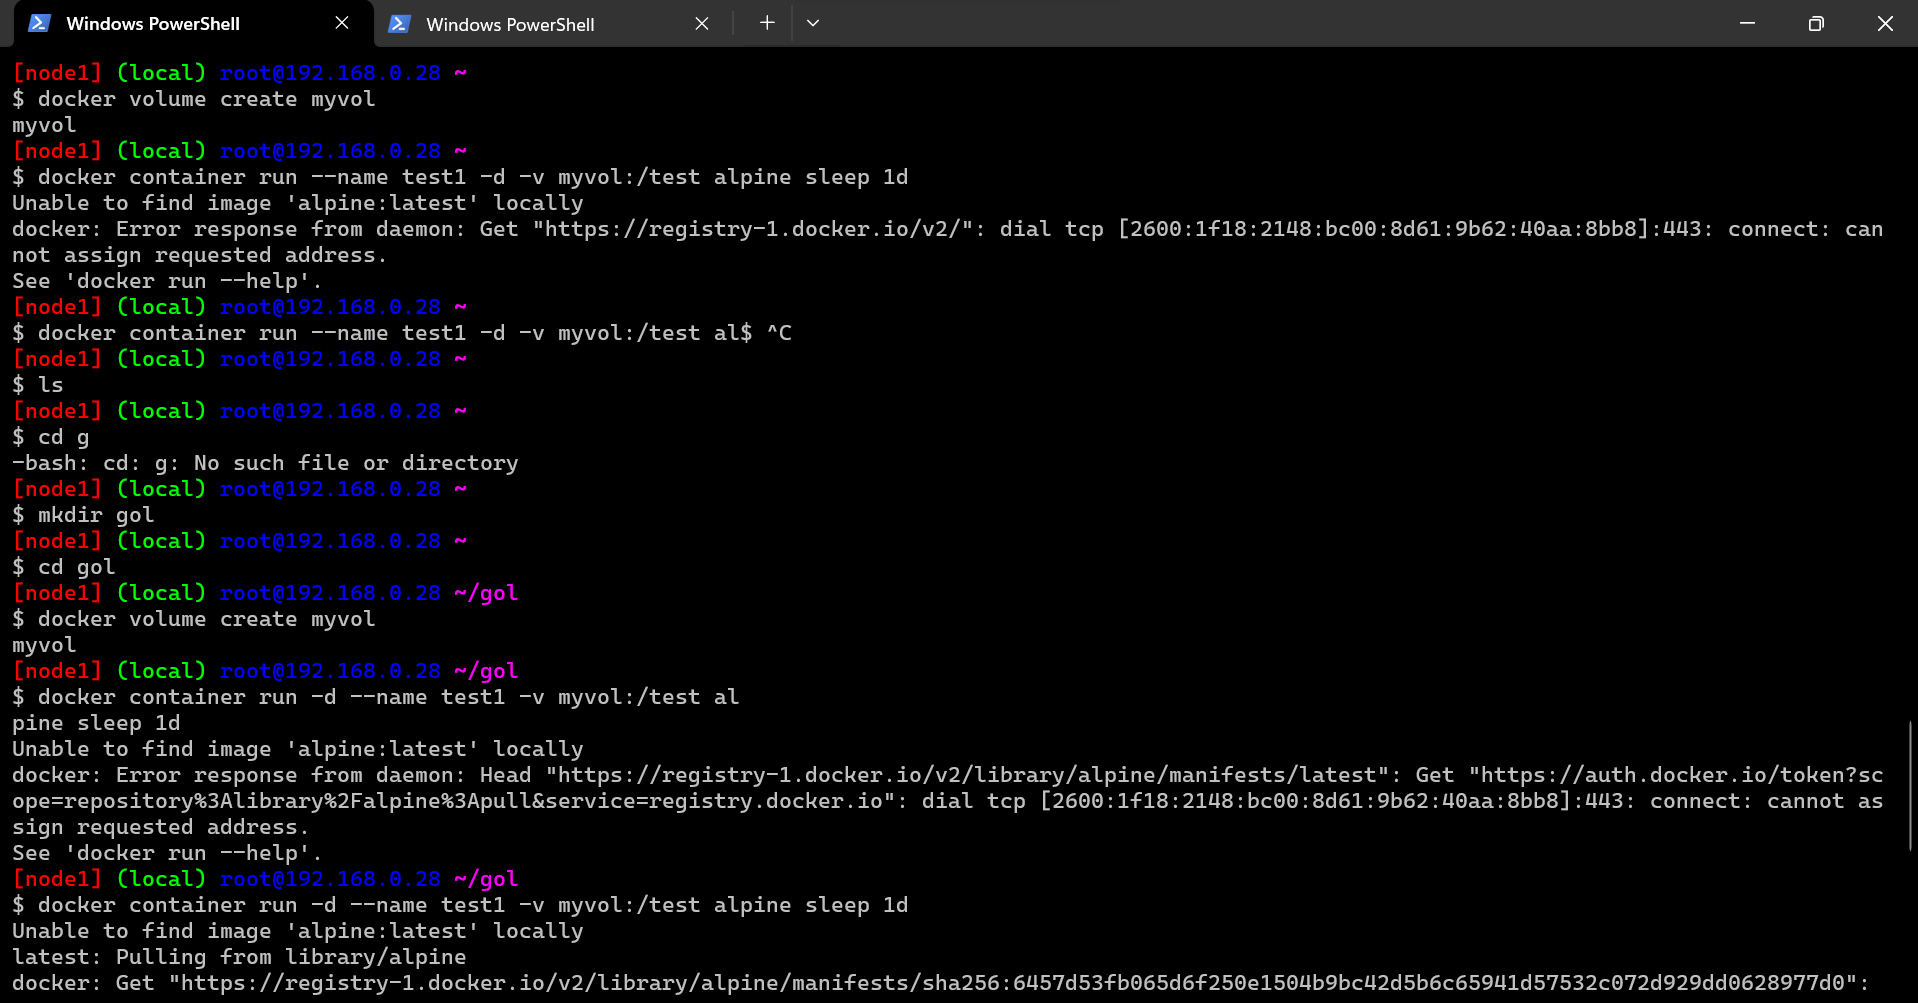 Windows PowerShell
Windows PowerShell
[node1] (local) root@192.168.0.28 ~
$ docker volume create myvol
myvol
[node1] (local) root@192.168.0.28 ~
$ docker container run --name test1 -d -v myvol:/test alpine sleep 1d
Unable to find image 'alpine:latest' locally
docker: Error response from daemon: Get "https://registry-1.docker.io/v2/": dial tcp [2600:1f18:2148:bc00:8d61:9b62:40aa:8bb8]:443: connect: can
not assign requested address.
See 'docker run --help'.
[node1] (local) root@192.168.0.28 ~
$ docker container run --name test1 -d -v myvol:/test al$ ^C
[node1] (local) root@192.168.0.28 ~
$ ls
[node1] (local) root@192.168.0.28 ~
$ cd g
-bash: cd: g: No such file or directory
[node1] (local) root@192.168.0.28 ~
$ mkdir gol
[node1] (local) root@192.168.0.28 ~
$ cd gol
[node1] (local) root@192.168.0.28 ~/gol
$ docker volume create myvol
myvol
[node1] (local) root@192.168.0.28 ~/gol
$ docker container run -d --name test1 -v myvol:/test al
pine sleep 1d
Unable to find image 'alpine:latest' locally
docker: Error response from daemon: Head "https://registry-1.docker.io/v2/library/alpine/manifests/latest": Get "https://auth.docker.io/token?sc
ope=repository%3Alibrary%2Falpine%3Apull&service=registry.docker.io": dial tcp [2600:1f18:2148:bc00:8d61:9b62:40aa:8bb8]:443: connect: cannot as
sign requested address.
See 'docker run --help'.
[node1] (local) root@192.168.0.28 ~/gol
$ docker container run -d --name test1 -v myvol:/test alpine sleep 1d
Unable to find image 'alpine:latest' locally
latest: Pulling from library/alpine
docker: Get "https://registry-1.docker.io/v2/library/alpine/manifests/sha256:6457d53fb065d6f250e1504b9bc42d5b6c65941d57532c072d929dd0628977d0":